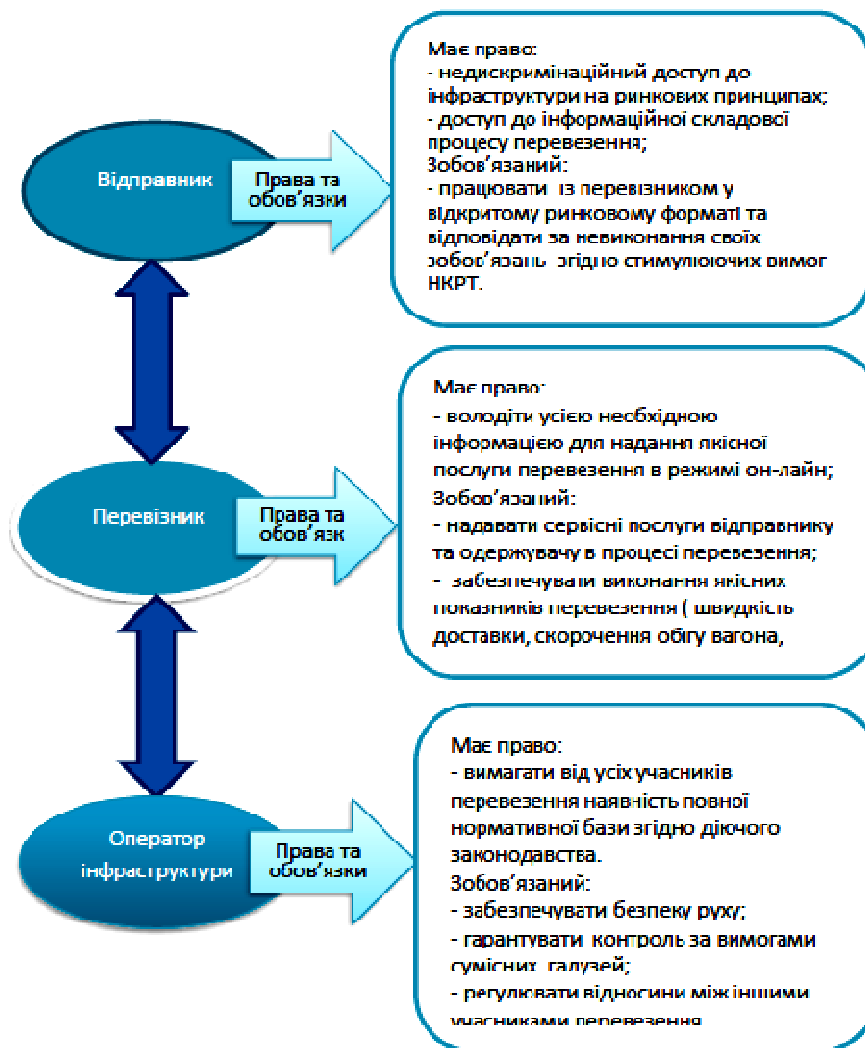 Відправник
Права та
обов’язки
Має право:
- недискримінаційний доступ до
інфраструктури на ринкових принципах;
- доступ до інформаційної складової
процесу перевезення;
Зобов’язаний:
- працювати із перевізником у
відкритому ринковому форматі та
відповідати за невиконання своїх
зобов’язань згідно стимулюючих вимог
НКРТ.
Перевізник
Права та
обов’язк
Має право:
- володіти усією необхідною
інформацією для надання якісної
послуги перевезення в режимі он-лайн;
Зобов’язаний:
- надавати сервісні послуги відправнику
та одержувачу в процесі перевезення;
- забезпечувати виконання якісних
показників перевезення ( швидкість
доставки, скорочення обігу вагона,
Оператор
інфраструктури
Права та
обов’язки
Має право:
- вимагати від усіх учасників
перевезення наявність повної
нормативної бази згідно діючого
законодавства.
Зобов’язаний:
- забезпечувати безпеку руху;
- гарантувати контроль за вимогами
сумісних галузей;
- регулювати відносини між іншими
учасниками перевезення